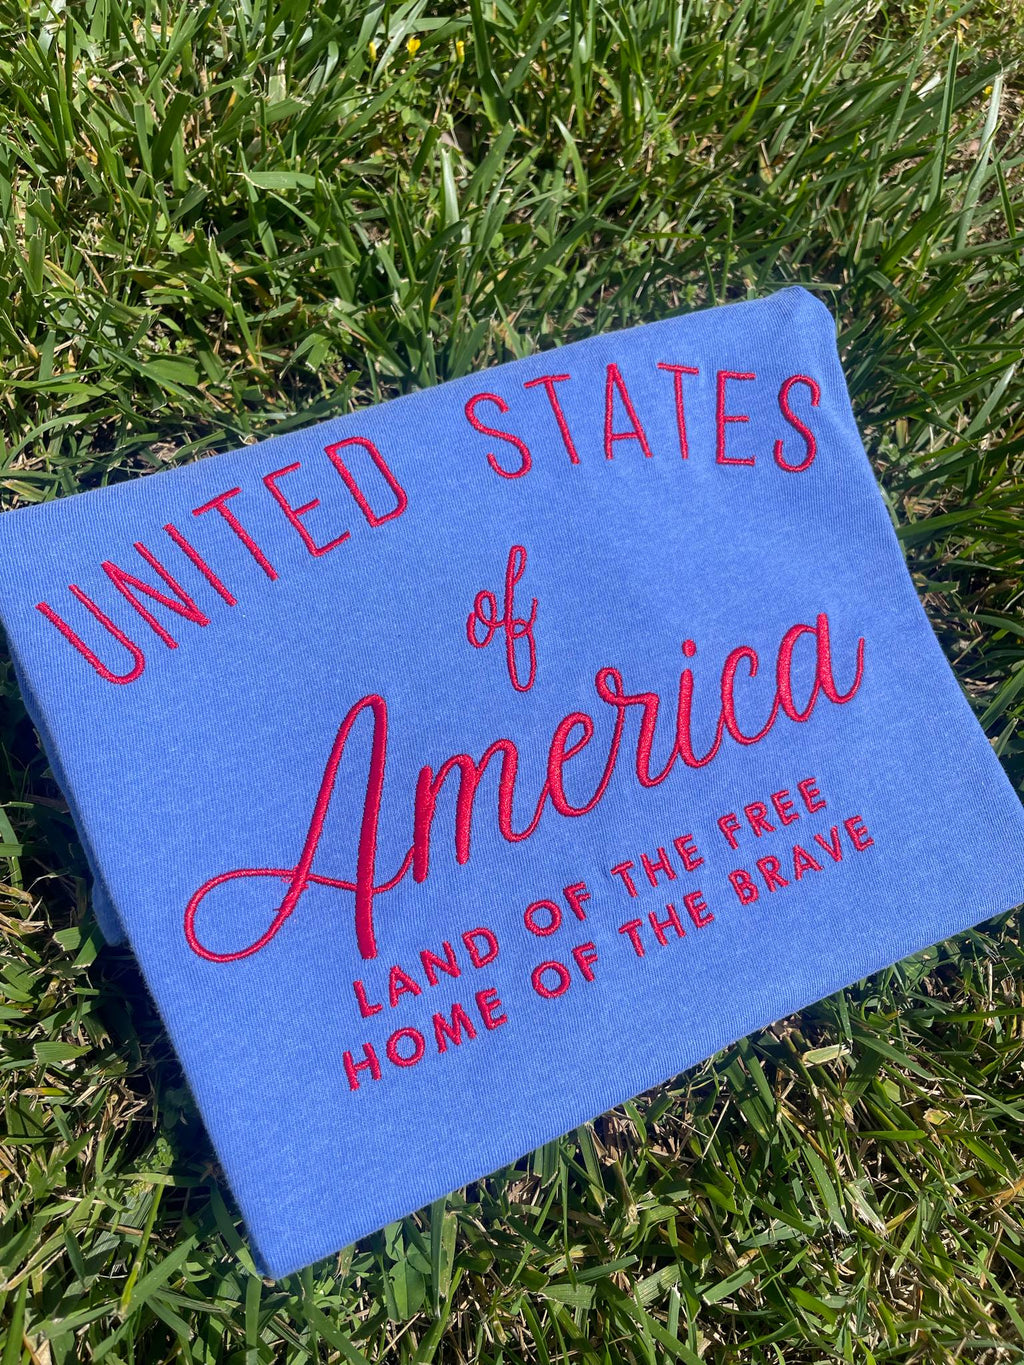 UNITED STATES
of
America
LAND OF THE FREE
HOME OF THE BRAVE